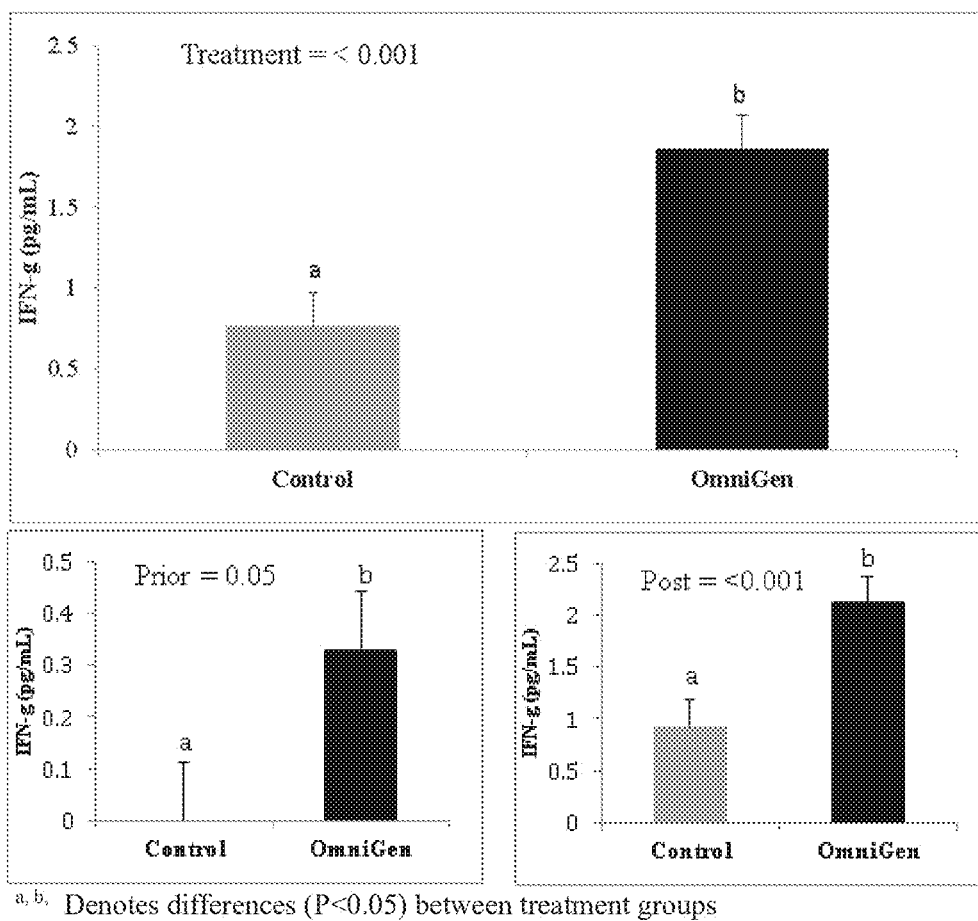 Treatment = < 0.001
IFN-g (pg/mL)
2.5
2
1.5
1
0.5
0
a
b
Control
OmniGen
Prior = 0.05
IFN-g (pg/mL)
0.5
0.4
0.3
0.2
0.1
0
a
b
Control
OmniGen
Post = <0.001
IFN-g (pg/mL)
2.5
2
1.5
1
0.5
0
a
b
Control
OmniGen
a, b, Denotes differences (P<0.05) between treatment groups